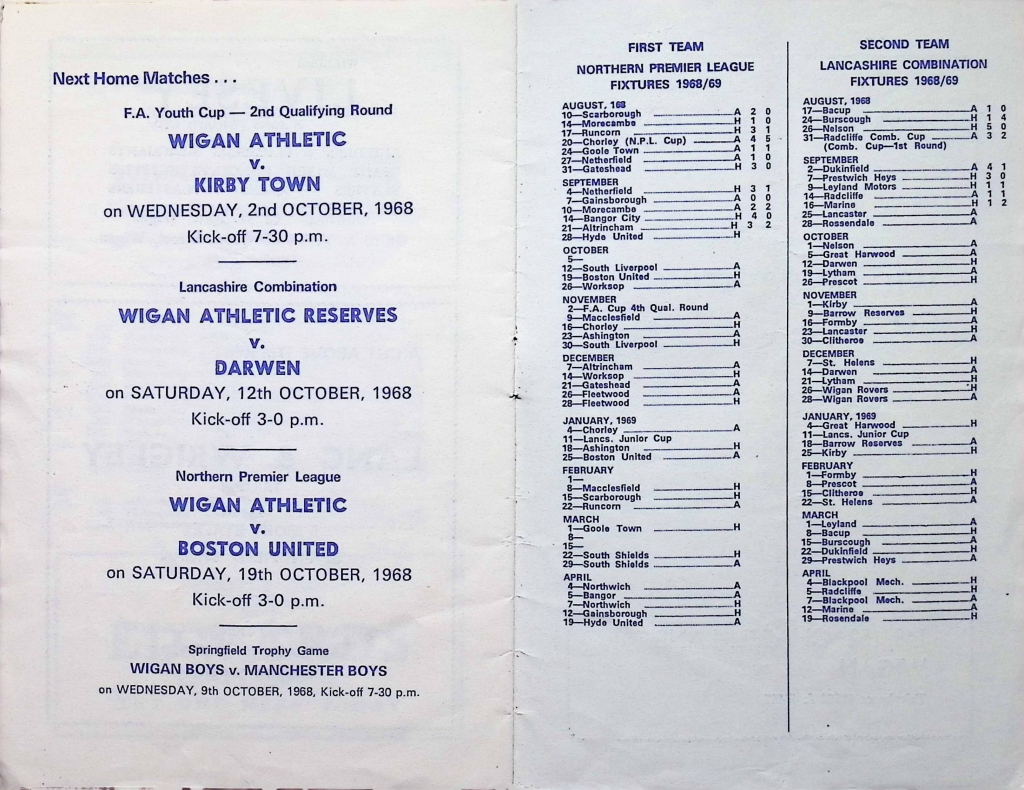 Next Home Matches . . .
F.A. Youth Cup — 2nd Qualifying Round
WIGAN ATHLETIC
v.
KIRBY TOWN
on WEDNESDAY, 2nd OCTOBER, 1968
Kick-off 7-30 p.m.
Lancashire Combination
WIGAN ATHLETIC RESERVES
v.
DARWEN
on SATURDAY, 12th OCTOBER, 1968
Kick-off 3-0 p.m.
Northern Premier League
WIGAN ATHLETIC
v.
BOSTON UNITED
on SATURDAY, 19th OCTOBER, 1968
Kick-off 3-0 p.m.
Springfield Trophy Game
WIGAN BOYS v. MANCHESTER BOYS
on WEDNESDAY, 9th OCTOBER, 1968, Kick-off 7-30 p.m.
FIRST TEAM
NORTHERN PREMIER LEAGUE
FIXTURES 1968/69
AUGUST, 168
10—Scarborough A 2 0
14—Morecambe H 1 0
17—Runcorn H 3 1
20—Chorley (N.P.L. Cup) A 4 5
24—Goole Town A 1 1
27—Netherfield A 1 0
31—Gateshead H 3 0
SEPTEMBER
4—Netherfield H 3 1
7—Gainsborough A 0 0
10—Morecambe A 2 2
14—Bangor City H 4 0
21—Altrincham H 3 2
28—Hyde United H
OCTOBER
5—
12—South Liverpool A
19—Boston United H
26—Worksop A
NOVEMBER
2—F.A. Cup 4th Qual. Round
9—Macclesfield A
16—Chorley H
23—Ashington A
30—South Liverpool H
DECEMBER
7—Altrincham A
14—Worksop H
21—Gateshead A
26—Fleetwood A
28—Fleetwood H
JANUARY, 1969
4—Chorley A
11—Lancs. Junior Cup
18—Ashington H
25—Boston United A
FEBRUARY
1—
8—Macclesfield H
15—Scarborough H
22—Runcorn A
MARCH
1—Goole Town H
8—
15—
22—South Shields H
29—South Shields A
APRIL
4—Northwich A
5—Bangor A
7—Northwich H
12—Gainsborough H
19—Hyde United A
SECOND TEAM
LANCASHIRE COMBINATION
FIXTURES 1968/69
AUGUST, 1968
17—Bacup A 1 0
24—Burscough H 1 4
26—Nelson H 5 0
31—Radcliffe Comb. Cup A 3 2
(Comb. Cup—1st Round)
SEPTEMBER
2—Dukinfield A 4 1
7—Prestwich Heys H 3 0
9—Leyland Motors H 1 1
14—Radcliffe A 1 1
16—Marine H 1 2
25—Lancaster A
28—Rossendale A
OCTOBER
1—Nelson A
5—Great Harwood A
12—Darwen H
19—Lytham A
26—Prescot H
NOVEMBER
1—Kirby A
9—Barrow Reserves H
16—Formby A
23—Lancaster H
30—Clitheroe A
DECEMBER
7—St. Helens H
14—Darwen A
21—Lytham H
26—Wigan Rovers H
28—Wigan Rovers A
JANUARY, 1969
4—Great Harwood H
11—Lancs. Junior Cup
18—Barrow Reserves A
25—Kirby H
FEBRUARY
1—Formby H
8—Prescot A
15—Clitheroe H
22—St. Helens A
MARCH
1—Leyland A
8—Bacup H
15—Burscough A
22—Dukinfield H
29—Prestwich Heys A
APRIL
4—Blackpool Mech. H
5—Radcliffe H
7—Blackpool Mech. A
12—Marine A
19—Rosendale H